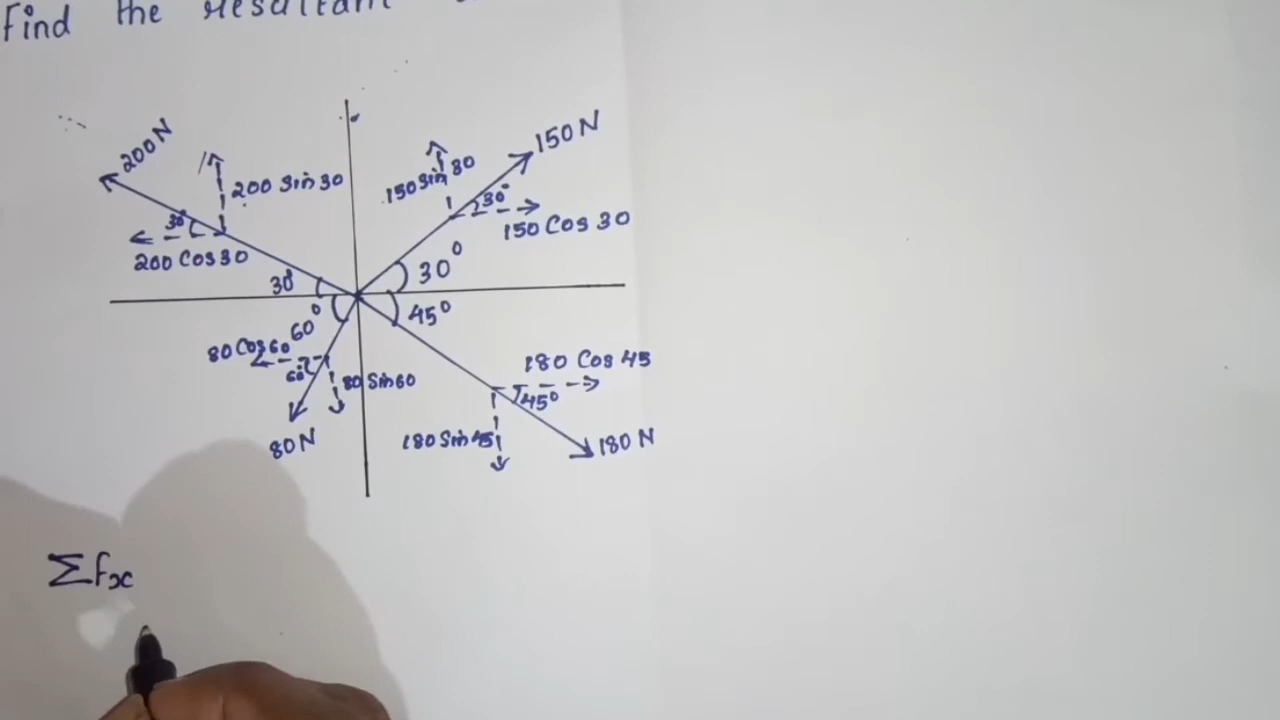 Find the resultant
200 N
150 N
200 Sin 30
150 Sin 30
30°
30°
150 Cos 30
200 Cos 30
30°
30°
45°
60°
80 Cos 60
60°
80 Sin 60
180 Cos 45
45°
80 N
180 Sin 45
180 N
ΣFx